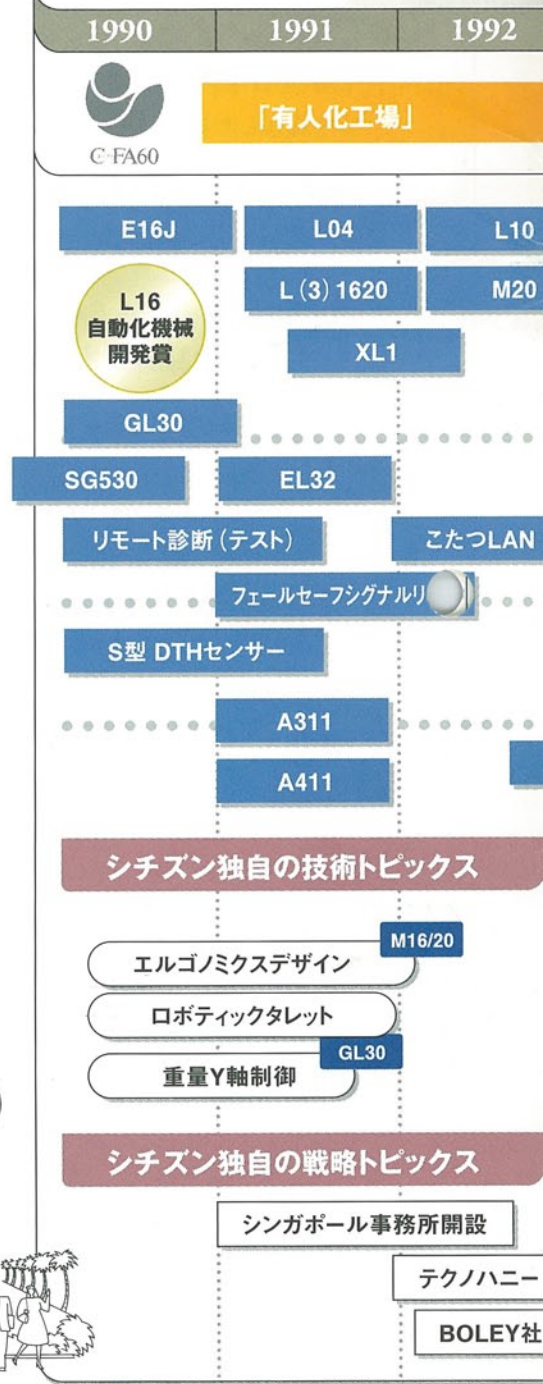 1990 1991 1992
C-FA60
「有人化工場」
E16J L04 L10
L16
自動化機械
開発賞
L(3)1620 M20
XL1
GL30
SG530 EL32
リモート診断(テスト) こたつLAN
フェールセーフシグナルリ
S型 DTHセンサー
A311
A411
シチズン独自の技術トピックス
M16/20
エルゴノミクスデザイン
ロボティックタレット
GL30
重量Y軸制御
シチズン独自の戦略トピックス
シンガポール事務所開設
テクノハニー
BOLEY社